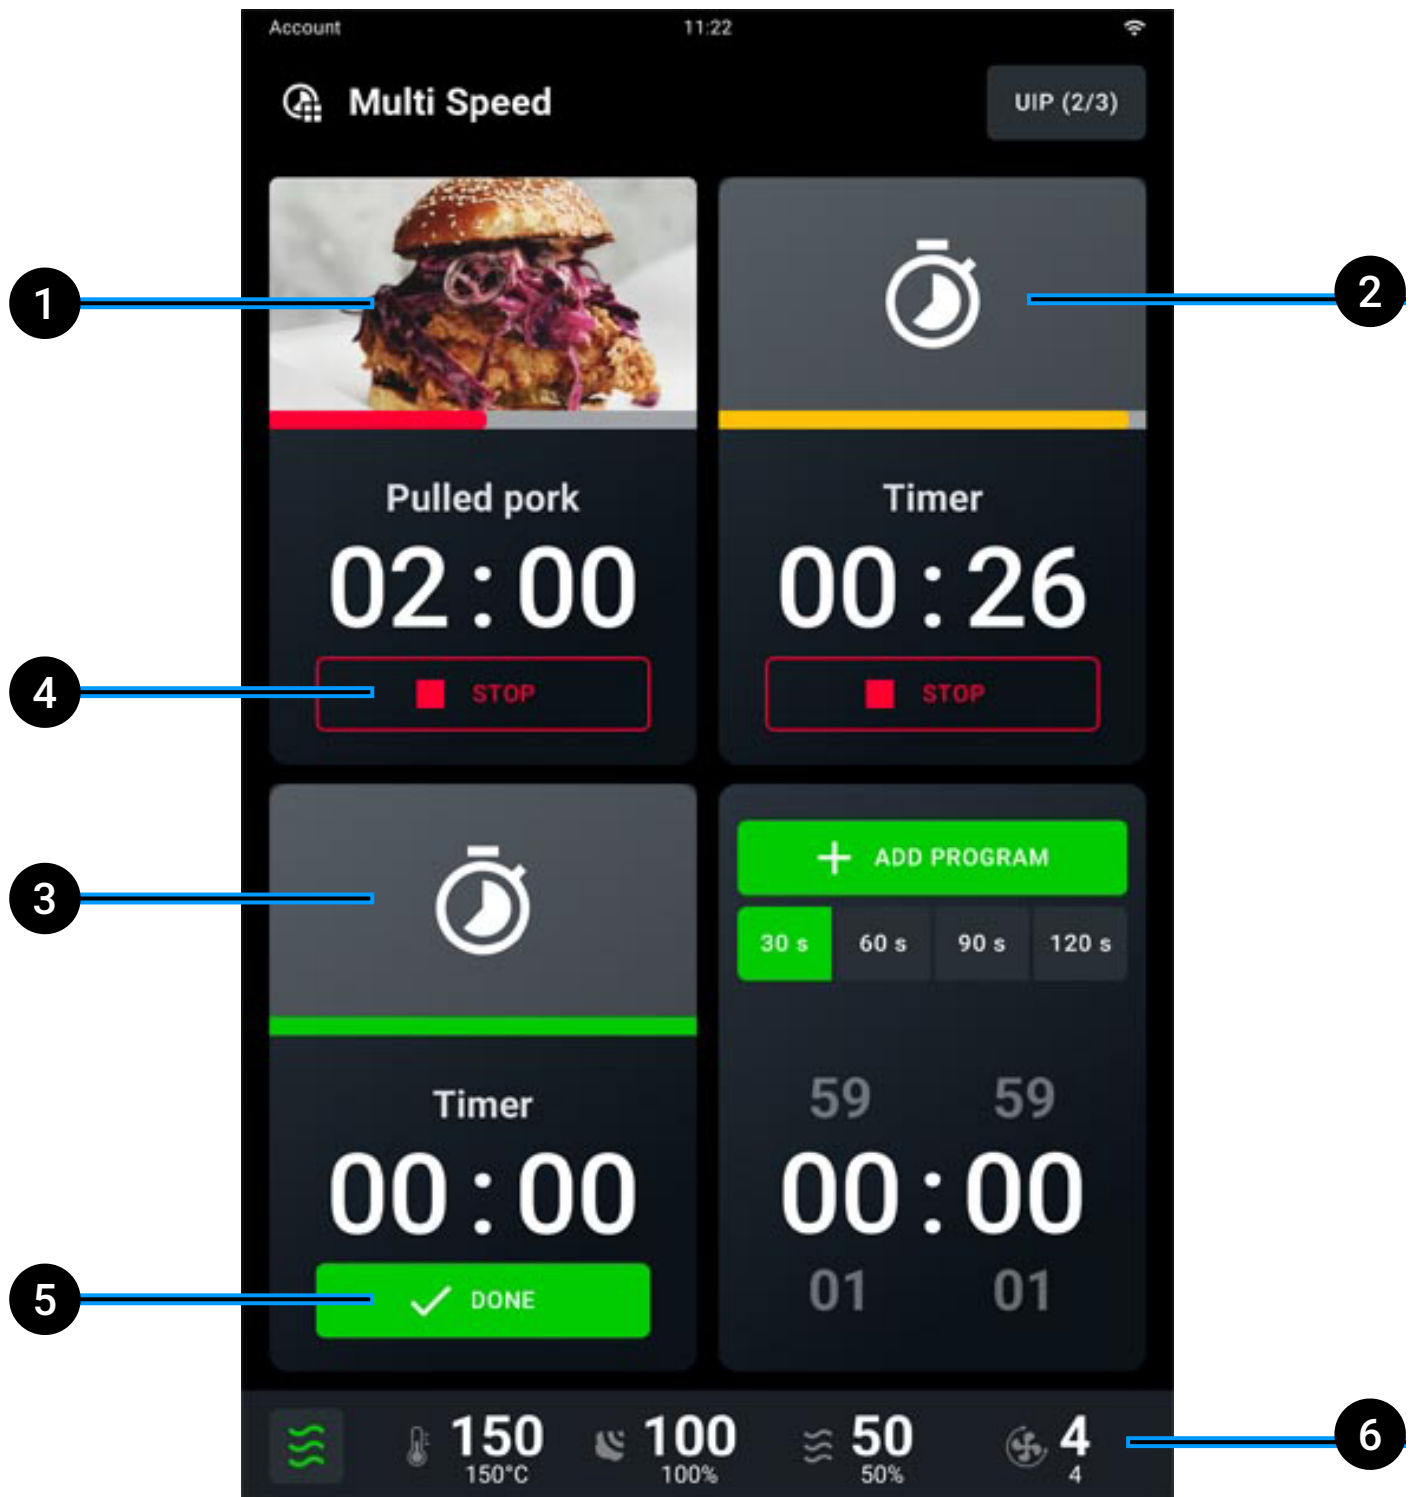 Account 11:22
Multi Speed UIP (2/3)
1
2
Pulled pork
02:00
4
STOP
Timer
00:26
STOP
3
Timer
00:00
5
DONE
ADD PROGRAM
30 s 60 s 90 s 120 s
59 59
00:00
01 01
150 100 50 4
150°C 100% 50% 4
6